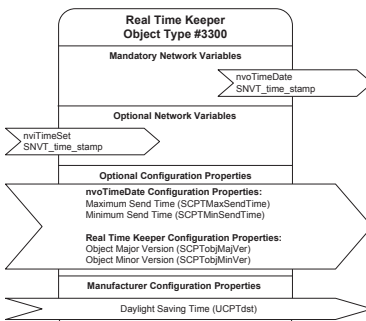 Real Time Keeper
Object Type #3300
Mandatory Network Variables
nvoTimeDate
SNVT_time_stamp
Optional Network Variables
nviTimeSet
SNVT_time_stamp
Optional Configuration Properties
nvoTimeDate Configuration Properties:
Maximum Send Time (SCPTMaxSendTime)
Minimum Send Time (SCPTMinSendTime)
Real Time Keeper Configuration Properties:
Object Major Version (SCPTobjMajVer)
Object Minor Version (SCPTobjMinVer)
Manufacturer Configuration Properties
Daylight Saving Time (UCPTdst)